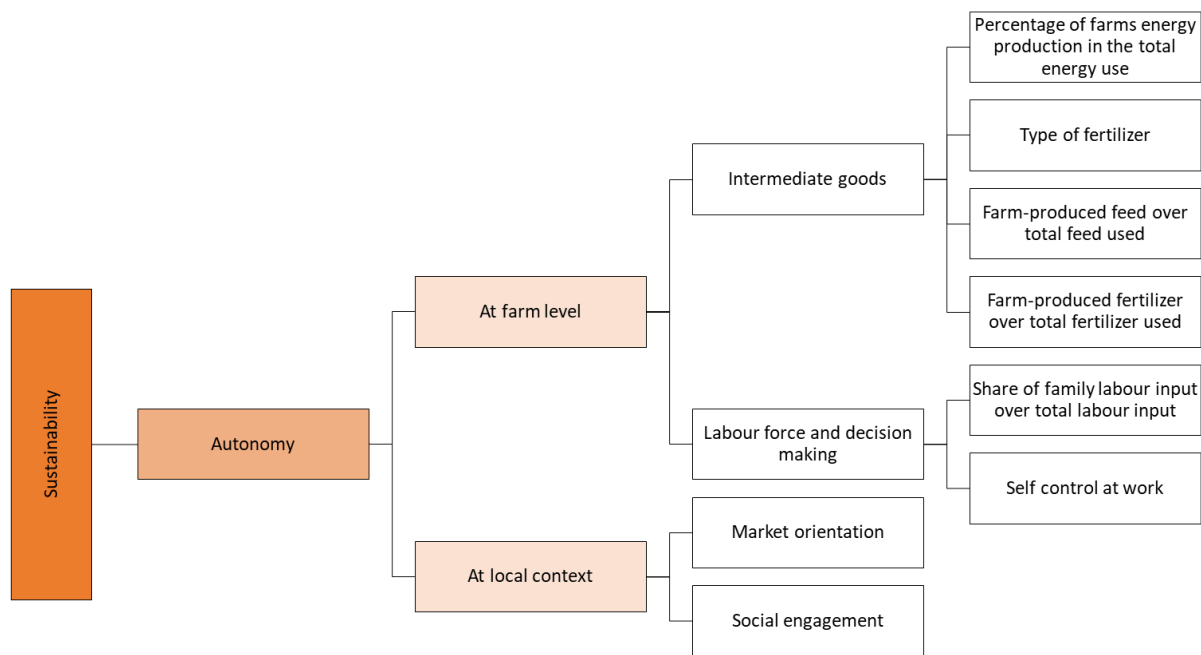 Sustainability
Autonomy
At farm level
At local context
Intermediate goods
Labour force and decision
making
Market orientation
Social engagement
Percentage of farms energy
production in the total
energy use
Type of fertilizer
Farm-produced feed over
total feed used
Farm-produced fertilizer
over total fertilizer used
Share of family labour input
over total labour input
Self control at work